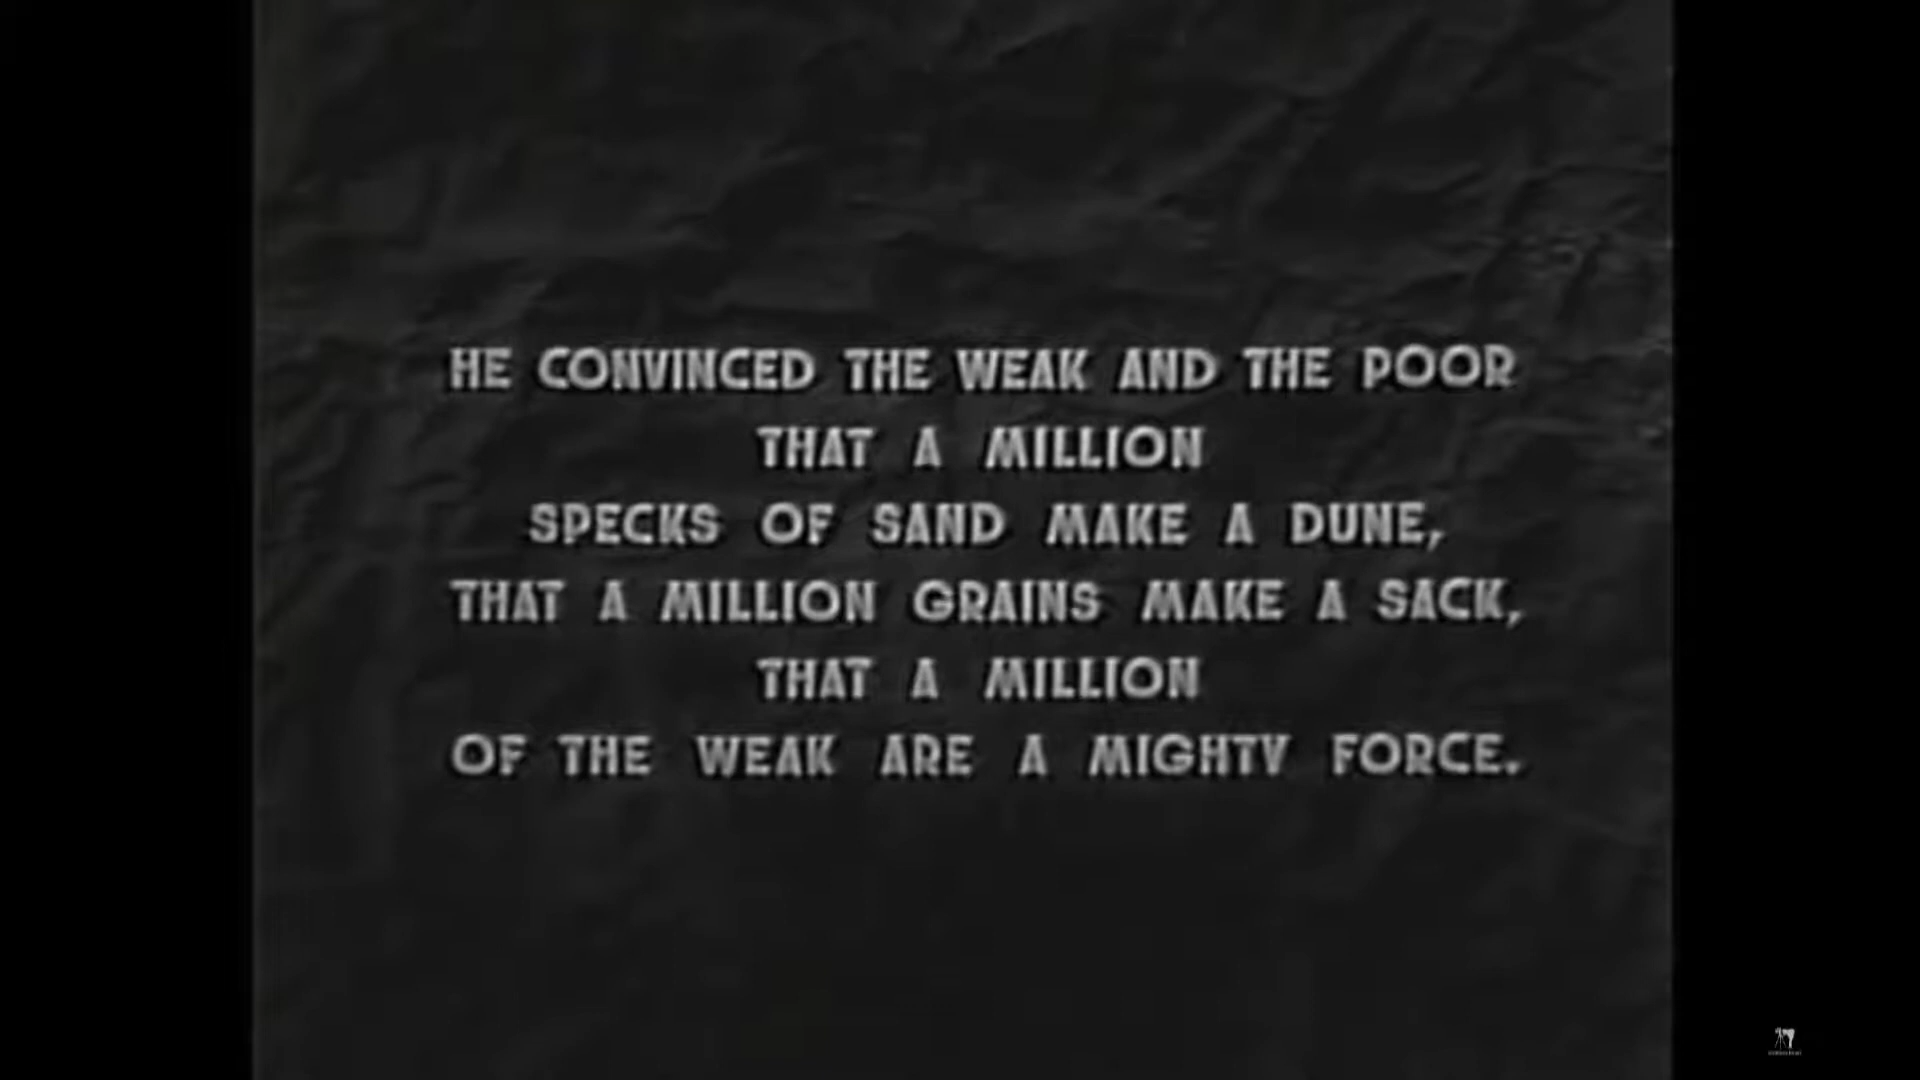 HE CONVINCED THE WEAK AND THE POOR
THAT A MILLION
SPECKS OF SAND MAKE A DUNE,
THAT A MILLION GRAINS MAKE A SACK,
THAT A MILLION
OF THE WEAK ARE A MIGHTY FORCE.